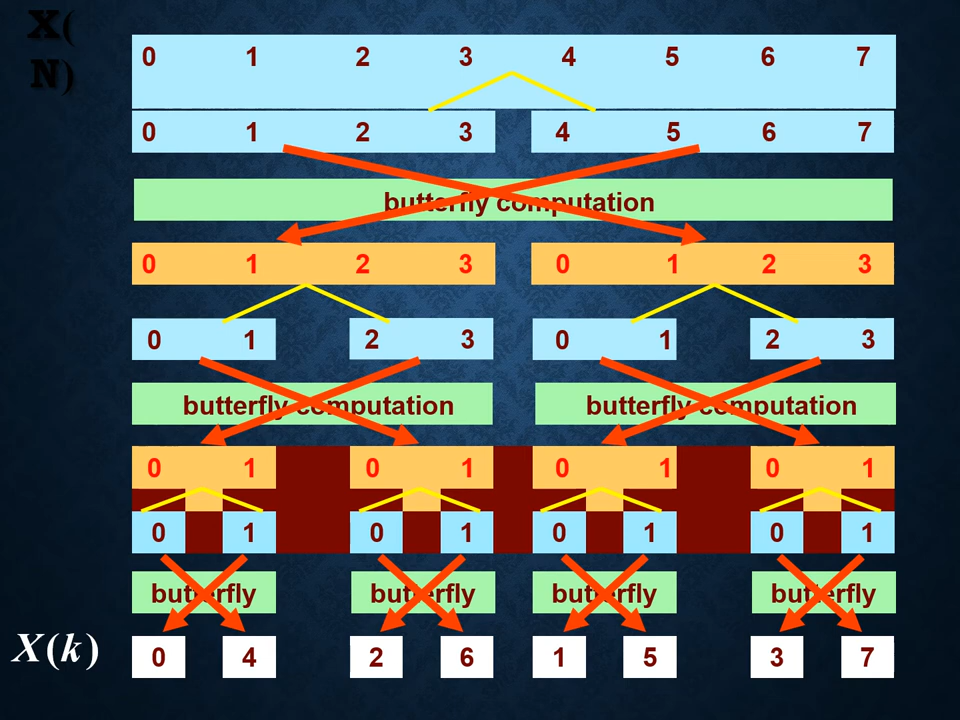 X(
N)
0 1 2 3 4 5 6 7
0 1 2 3 4 5 6 7
butterfly computation
0 1 2 3 0 1 2 3
0 1 2 3 0 1 2 3
butterfly computation butterfly computation
0 1 0 1 0 1 0 1
0 1 0 1 0 1 0 1
butterfly butterfly butterfly butterfly
X(k) 0 4 2 6 1 5 3 7